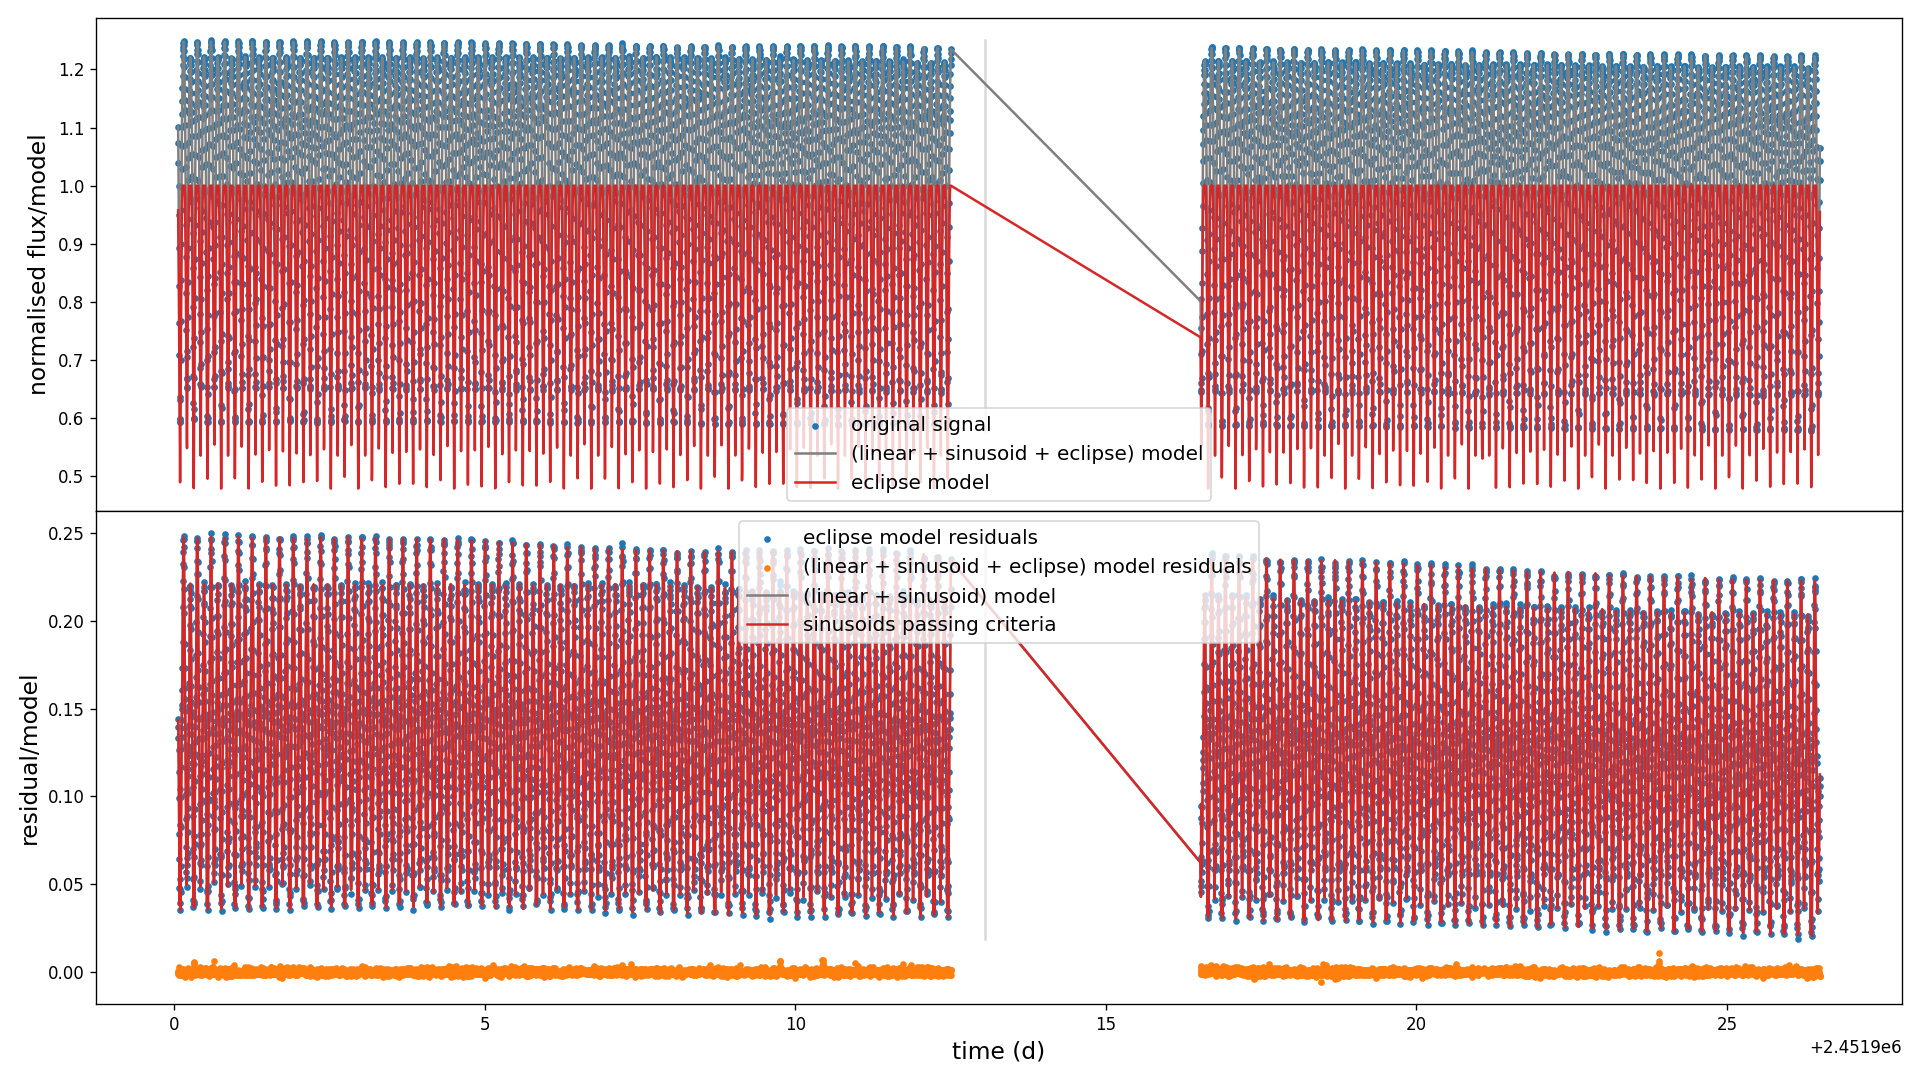 normalised flux/model
1.2
1.1
1.0
0.9
0.8
0.7
0.6
0.5
original signal
(linear + sinusoid + eclipse) model
eclipse model
residual/model
0.25
0.20
0.15
0.10
0.05
0.00
eclipse model residuals
(linear + sinusoid + eclipse) model residuals
(linear + sinusoid) model
sinusoids passing criteria
0
5
10
15
20
25
time (d)
+2.4519e6